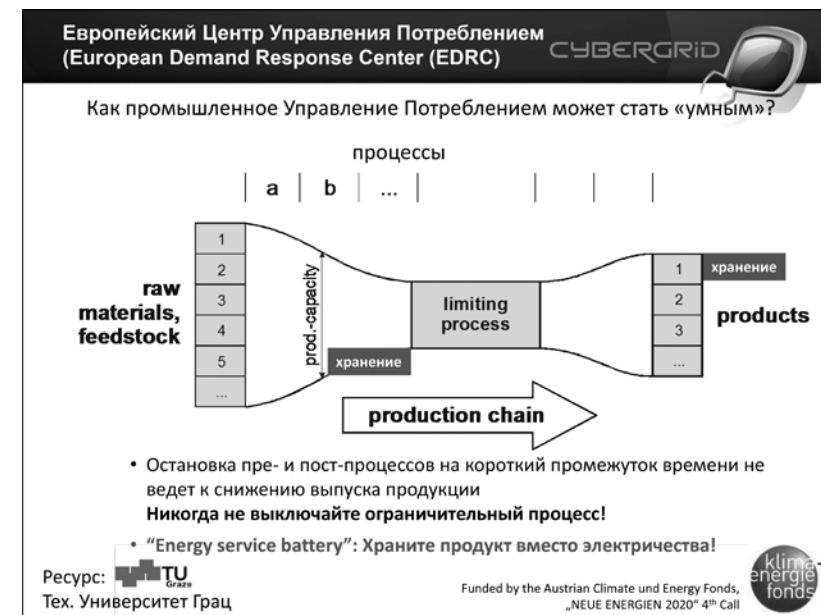 Европейский Центр Управления Потреблением
(European Demand Response Center (EDRC)
CYBERGRID
Как промышленное Управление Потреблением может стать «умным»?
процессы
a b ...
1
2
3
4
5
...
raw
materials,
feedstock
prod.-capacity
хранение
limiting
process
1
2
3
...
хранение
products
production chain
• Остановка пре- и пост-процессов на короткий промежуток времени не
ведет к снижению выпуска продукции
Никогда не выключайте ограничительный процесс!
• “Energy service battery”: Храните продукт вместо электричества!
Ресурс:
TU
Graz
Тех. Университет Грац
Funded by the Austrian Climate und Energy Fonds,
„NEUE ENERGIEN 2020“ 4th Call
klima+
energie
fonds